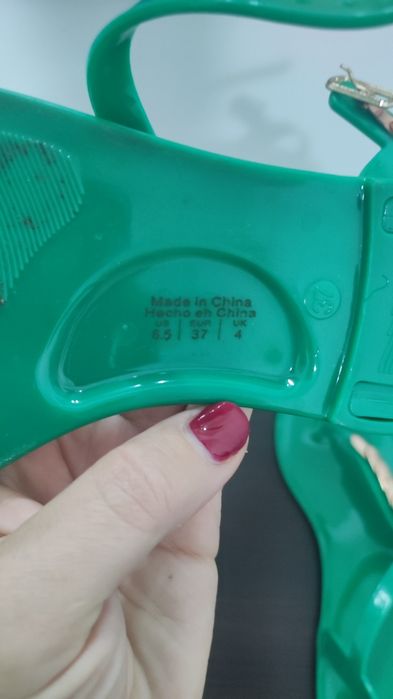 Made in China
Hecho en China
US | EUR | UK
6.5 | 37 | 4